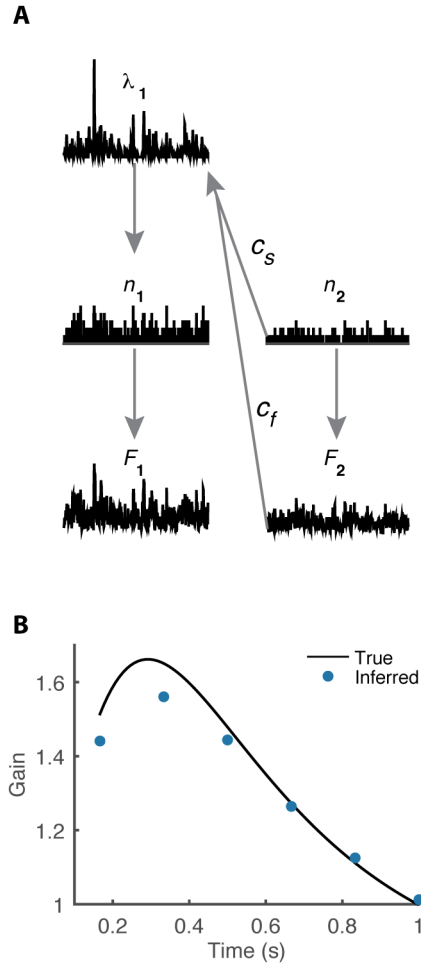 A
λ1
cs
n1
n2
cf
F1
F2
B
True
Inferred
1.6
1.4
1.2
1
Gain
0.2
0.4
0.6
0.8
1
Time (s)